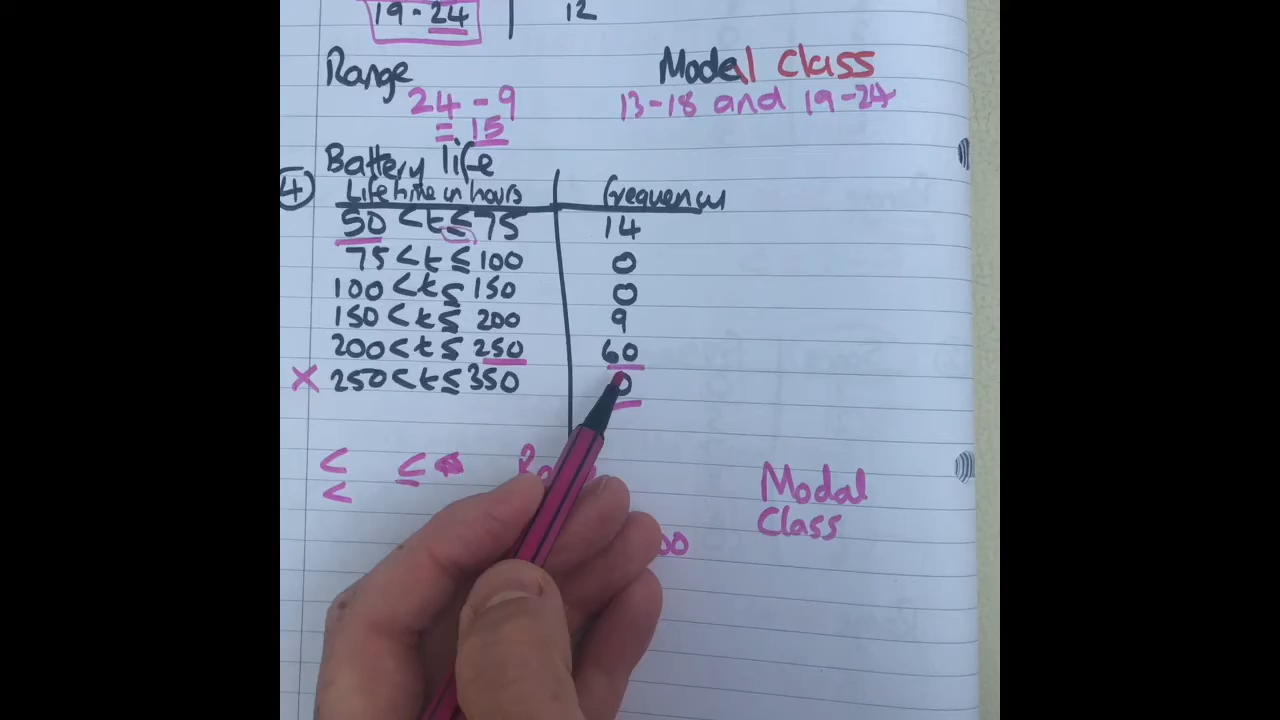 19-24 12
Range
24 - 9
= 15
Modal Class
13-18 and 19-24
Battery life
④ Lifetime in hours frequency
50 < t ≤ 75 14
75 < t ≤ 100 0
100 < t ≤ 150 0
150 < t ≤ 200 9
200 < t ≤ 250 60
× 250 < t ≤ 350 0
< ≤
<
Modal
Class